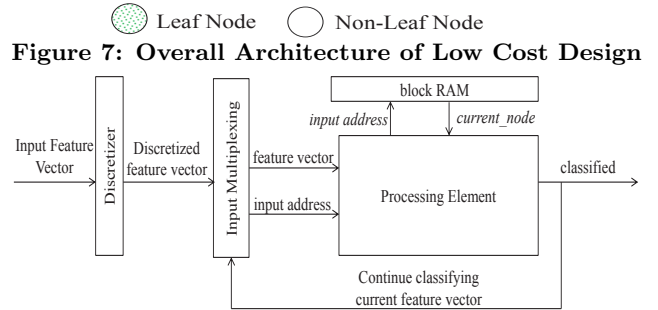 Leaf Node Non-Leaf Node
Figure 7: Overall Architecture of Low Cost Design
block RAM
input address current_node
Input Feature
Vector
Discretizer
Discretized
feature vector
Input Multiplexing
feature vector
input address
Processing Element
classified
Continue classifying
current feature vector